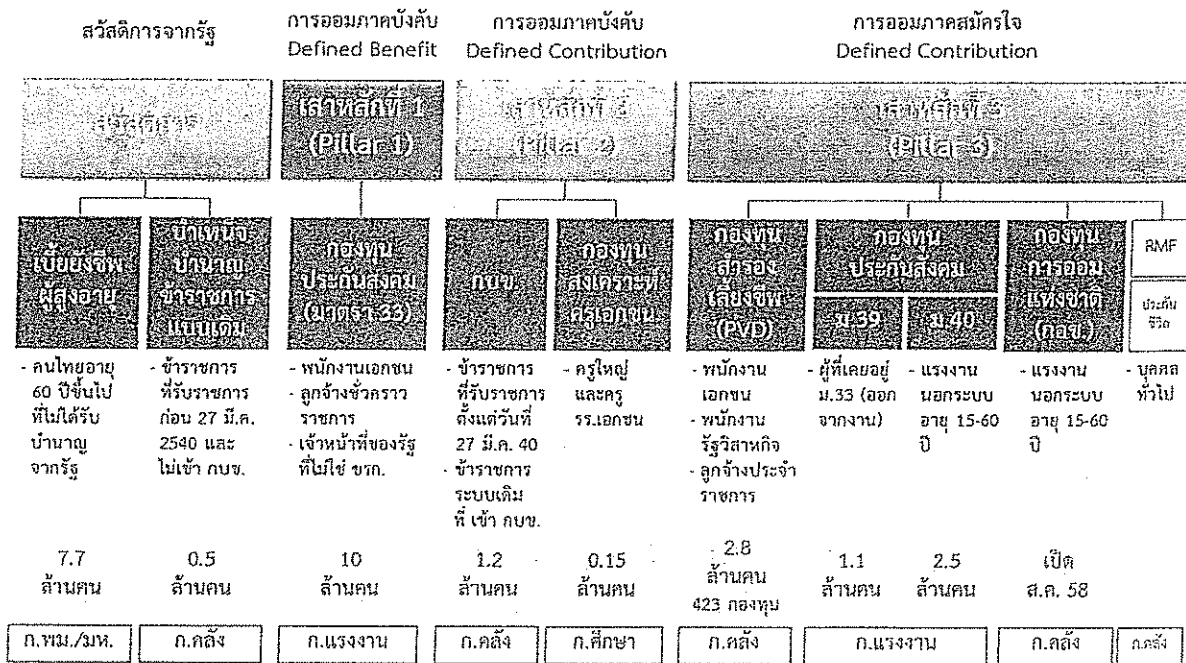 สวัสดิการจากรัฐ
การออมภาคบังคับ
Defined Benefit
การออมภาคบังคับ
Defined Contribution
การออมภาคสมัครใจ
Defined Contribution
สวัสดิการ
เสาหลักที่ 1
(Pillar 1)
เสาหลักที่ 2
(Pillar 2)
เสาหลักที่ 3
(Pillar 3)
เบี้ยยังชีพ
ผู้สูงอายุ
บำเหน็จ
บำนาญ
ข้าราชการ
แบบเดิม
กองทุน
ประกันสังคม
(มาตรา 33)
กบข.
กองทุน
สงเคราะห์
ครูเอกชน
กองทุน
สำรอง
เลี้ยงชีพ
(PVD)
กองทุน
ประกันสังคม
ม.39
ม.40
กองทุน
การออม
แห่งชาติ
(กอช.)
RMF
ประกัน
ชีวิต
- คนไทยอายุ
60 ปีขึ้นไป
ที่ไม่ได้รับ
บำนาญ
จากรัฐ
- ข้าราชการ
ที่รับราชการ
ก่อน 27 มี.ค.
2540 และ
ไม่เข้า กบข.
- พนักงานเอกชน
- ลูกจ้างชั่วคราว
ราชการ
- เจ้าหน้าที่ของรัฐ
ที่ไม่ใช่ ขรก.
- ข้าราชการ
ที่รับราชการ
ตั้งแต่วันที่
27 มี.ค. 40
- ข้าราชการ
ระบบเดิม
ที่ เข้า กบข.
- ครูใหญ่
และครู
รร.เอกชน
- พนักงาน
เอกชน
- พนักงาน
รัฐวิสาหกิจ
- ลูกจ้างประจำ
ราชการ
- ผู้ที่เคยอยู่
ม.33 (ออก
จากงาน)
- แรงงาน
นอกระบบ
อายุ 15-60
ปี
- แรงงาน
นอกระบบ
อายุ 15-60
ปี
- บุคคล
ทั่วไป
7.7
ล้านคน
0.5
ล้านคน
10
ล้านคน
1.2
ล้านคน
0.15
ล้านคน
2.8
ล้านคน
423 กองทุน
1.1
ล้านคน
2.5
ล้านคน
เปิด
ส.ค. 58
ก.พม./มท.
ก.คลัง
ก.แรงงาน
ก.คลัง
ก.ศึกษา
ก.คลัง
ก.แรงงาน
ก.คลัง
ก.คลัง